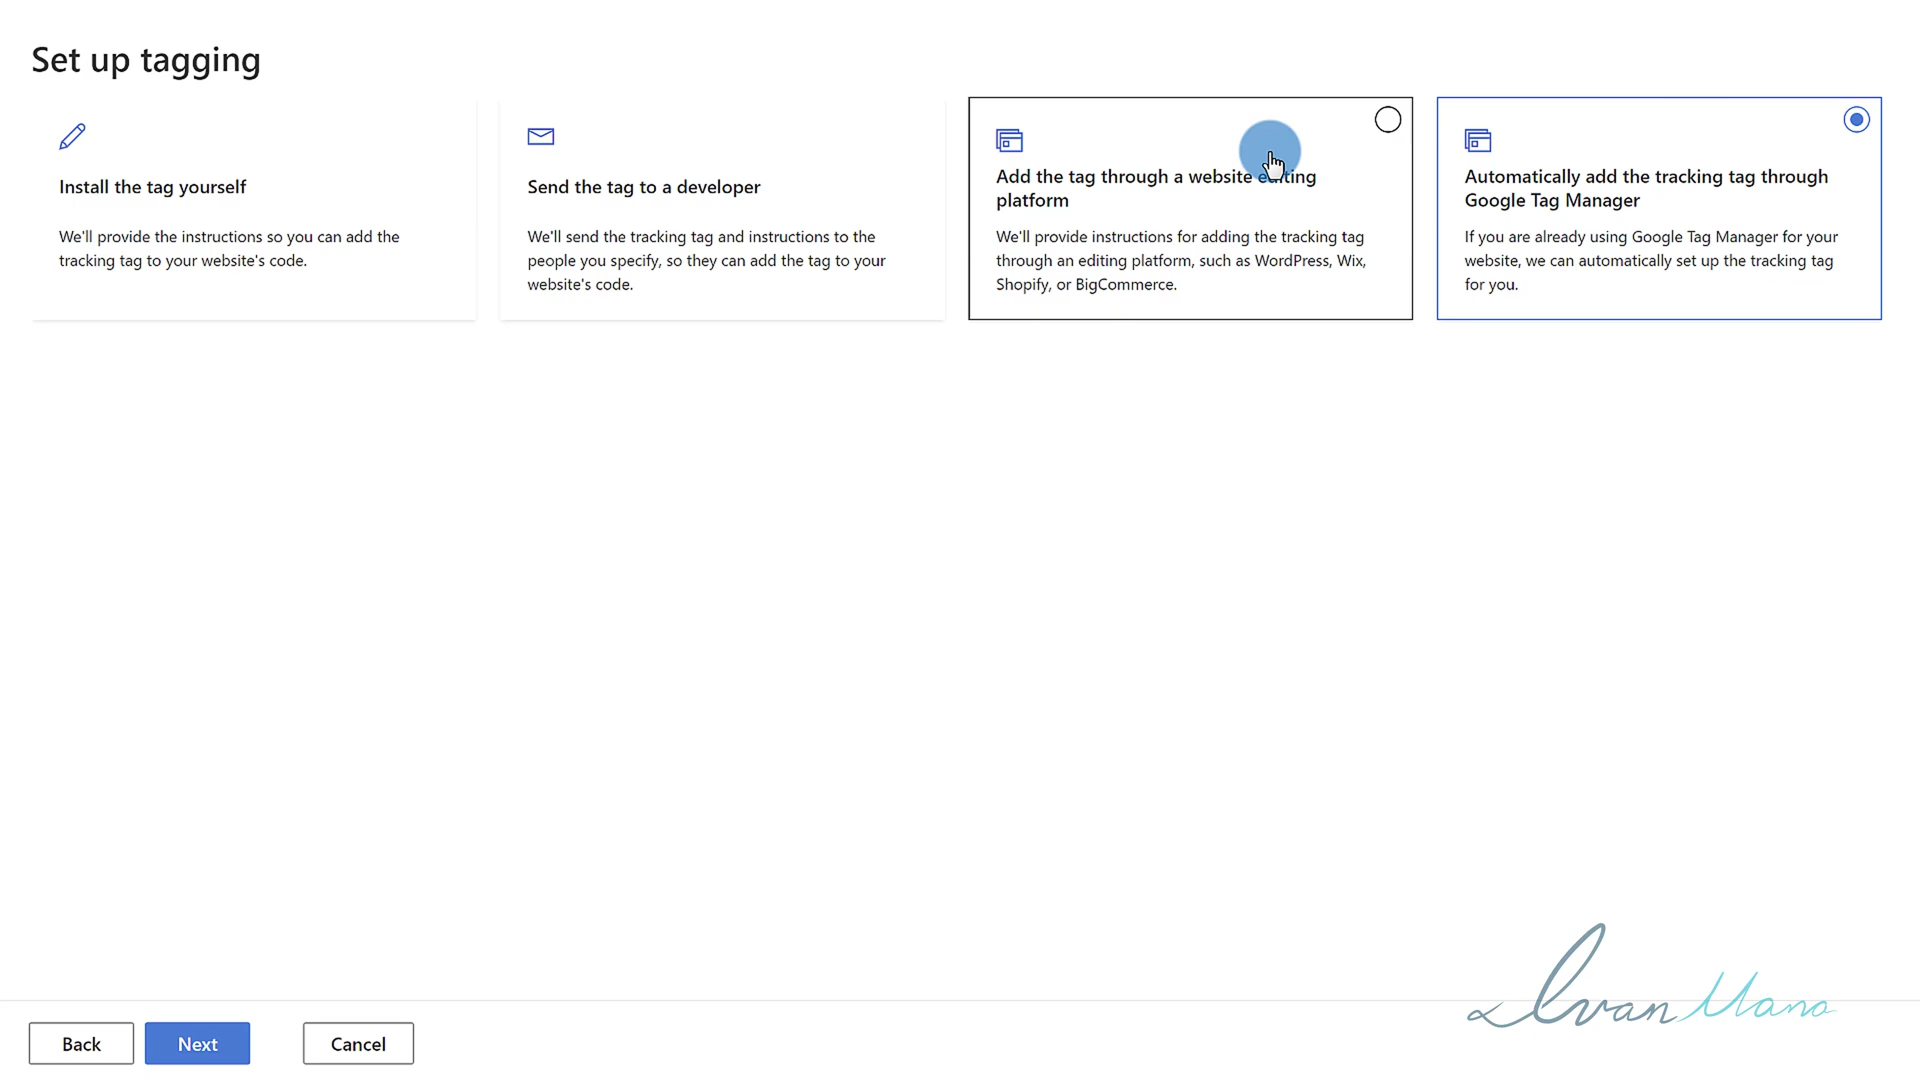 Set up tagging
Install the tag yourself
We'll provide the instructions so you can add the
tracking tag to your website's code.
Send the tag to a developer
We'll send the tracking tag and instructions to the
people you specify, so they can add the tag to your
website's code.
Add the tag through a website editing
platform
We'll provide instructions for adding the tracking tag
through an editing platform, such as WordPress, Wix,
Shopify, or BigCommerce.
Automatically add the tracking tag through
Google Tag Manager
If you are already using Google Tag Manager for your
website, we can automatically set up the tracking tag
for you.
Ivan Mana
Back
Next
Cancel